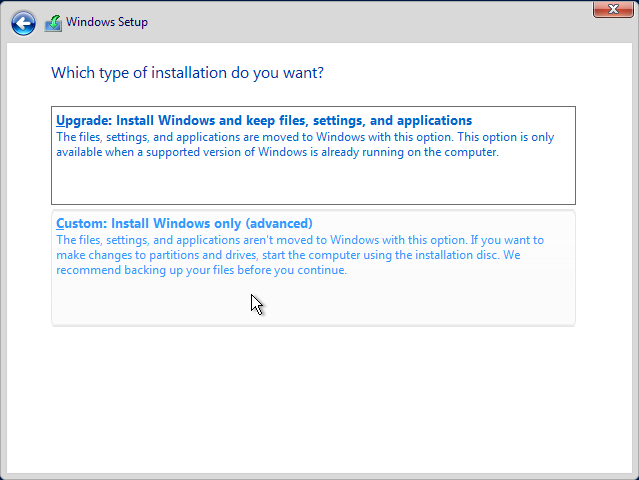 Windows Setup
Which type of installation do you want?
Upgrade: Install Windows and keep files, settings, and applications
The files, settings, and applications are moved to Windows with this option. This option is only
available when a supported version of Windows is already running on the computer.
Custom: Install Windows only (advanced)
The files, settings, and applications aren't moved to Windows with this option. If you want to
make changes to partitions and drives, start the computer using the installation disc. We
recommend backing up your files before you continue.